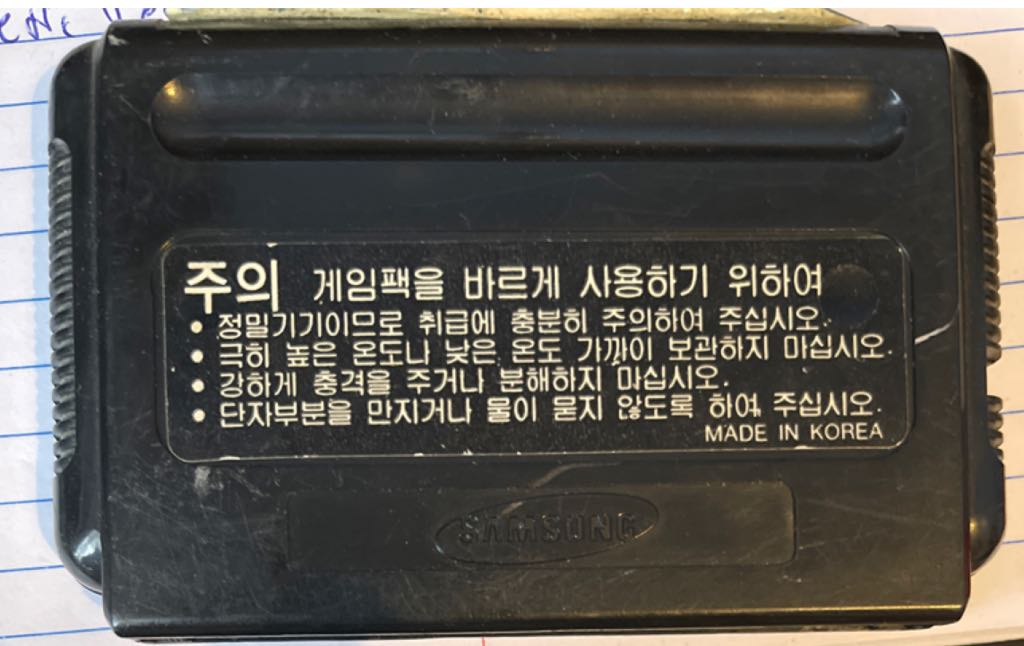 주의 게임팩을 바르게 사용하기 위하여
• 정밀기기이므로 취급에 충분히 주의하여 주십시오.
• 극히 높은 온도나 낮은 온도 가까이 보관하지 마십시오.
• 강하게 충격을 주거나 분해하지 마십시오.
• 단자부분을 만지거나 물이 묻지 않도록 하여 주십시오.
MADE IN KOREA
SAMSUNG